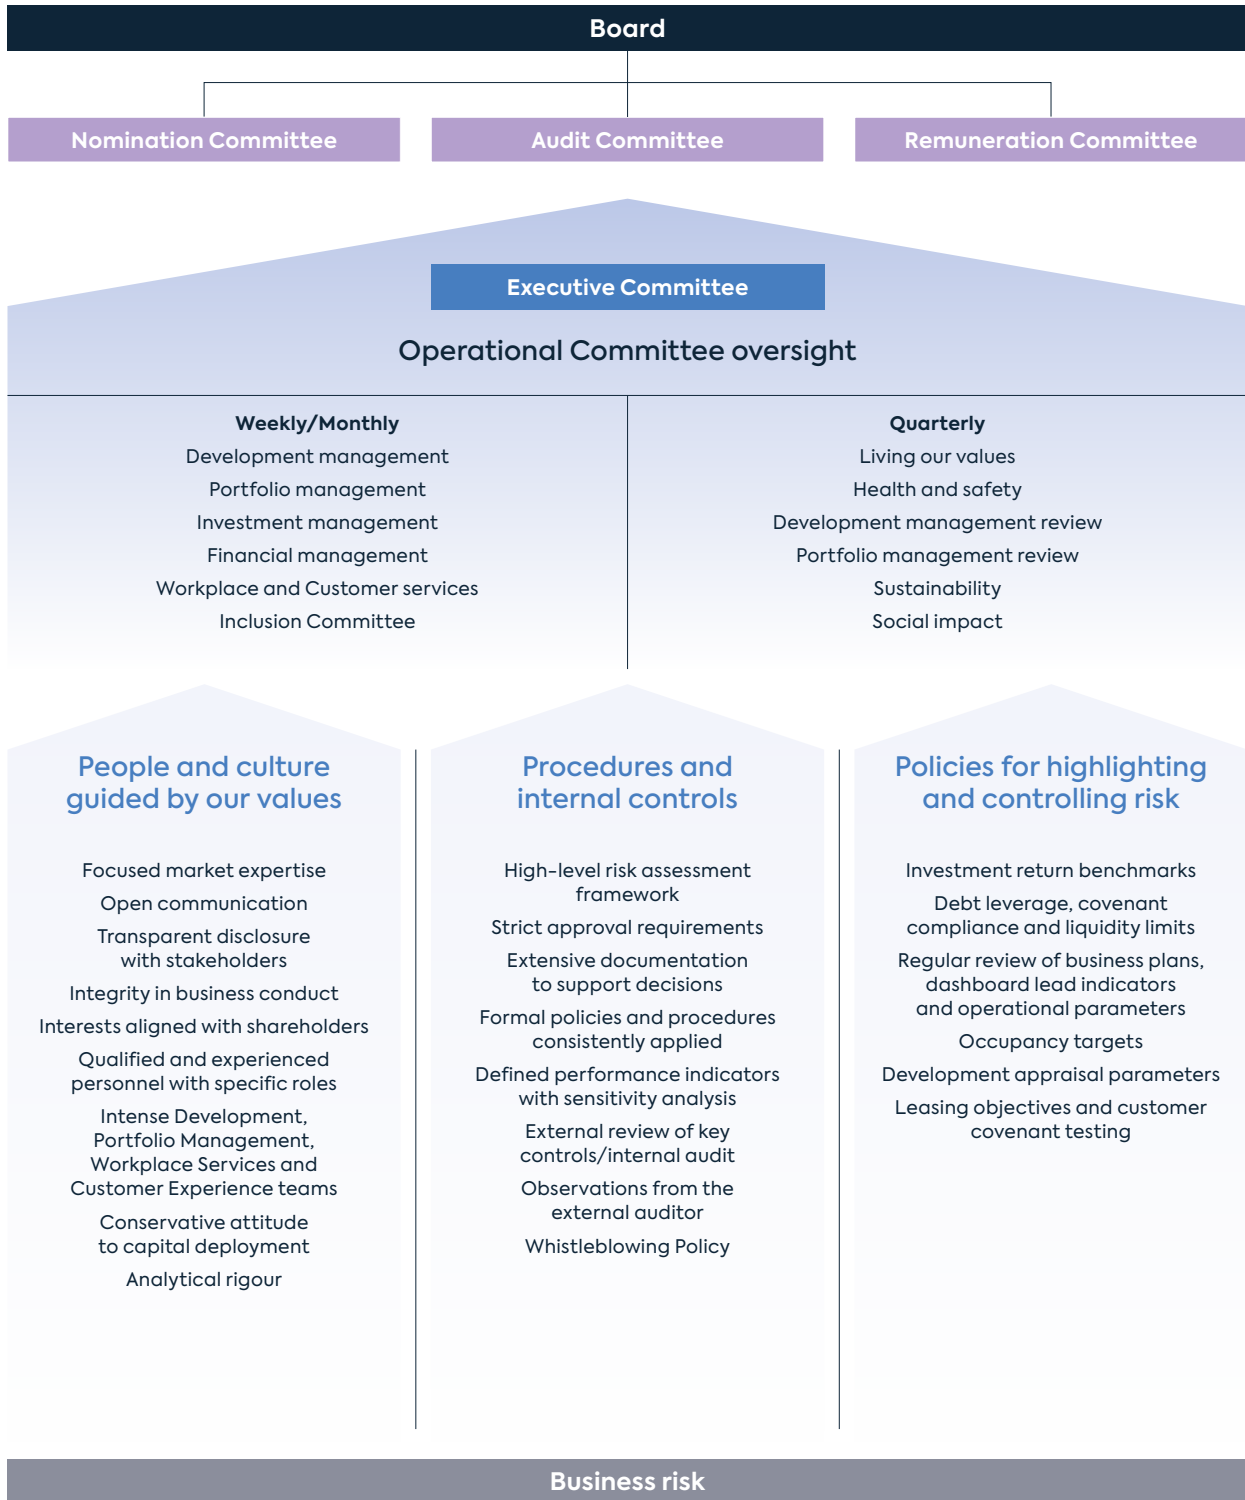 Board
Nomination Committee
Audit Committee
Remuneration Committee
Executive Committee
Operational Committee oversight
Weekly/Monthly
Development management
Portfolio management
Investment management
Financial management
Workplace and Customer services
Inclusion Committee
Quarterly
Living our values
Health and safety
Development management review
Portfolio management review
Sustainability
Social impact
People and culture
guided by our values
Focused market expertise
Open communication
Transparent disclosure
with stakeholders
Integrity in business conduct
Interests aligned with shareholders
Qualified and experienced
personnel with specific roles
Intense Development,
Portfolio Management,
Workplace Services and
Customer Experience teams
Conservative attitude
to capital deployment
Analytical rigour
Procedures and
internal controls
High-level risk assessment
framework
Strict approval requirements
Extensive documentation
to support decisions
Formal policies and procedures
consistently applied
Defined performance indicators
with sensitivity analysis
External review of key
controls/internal audit
Observations from the
external auditor
Whistleblowing Policy
Policies for highlighting
and controlling risk
Investment return benchmarks
Debt leverage, covenant
compliance and liquidity limits
Regular review of business plans,
dashboard lead indicators
and operational parameters
Occupancy targets
Development appraisal parameters
Leasing objectives and customer
covenant testing
Business risk